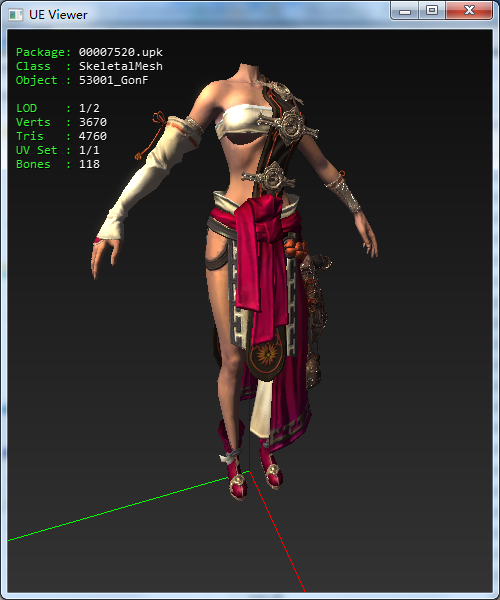 UE Viewer
Package: 00007520.upk
Class : SkeletalMesh
Object : 53001_GonF
LOD : 1/2
Verts : 3670
Tris : 4760
UV Set : 1/1
Bones : 118